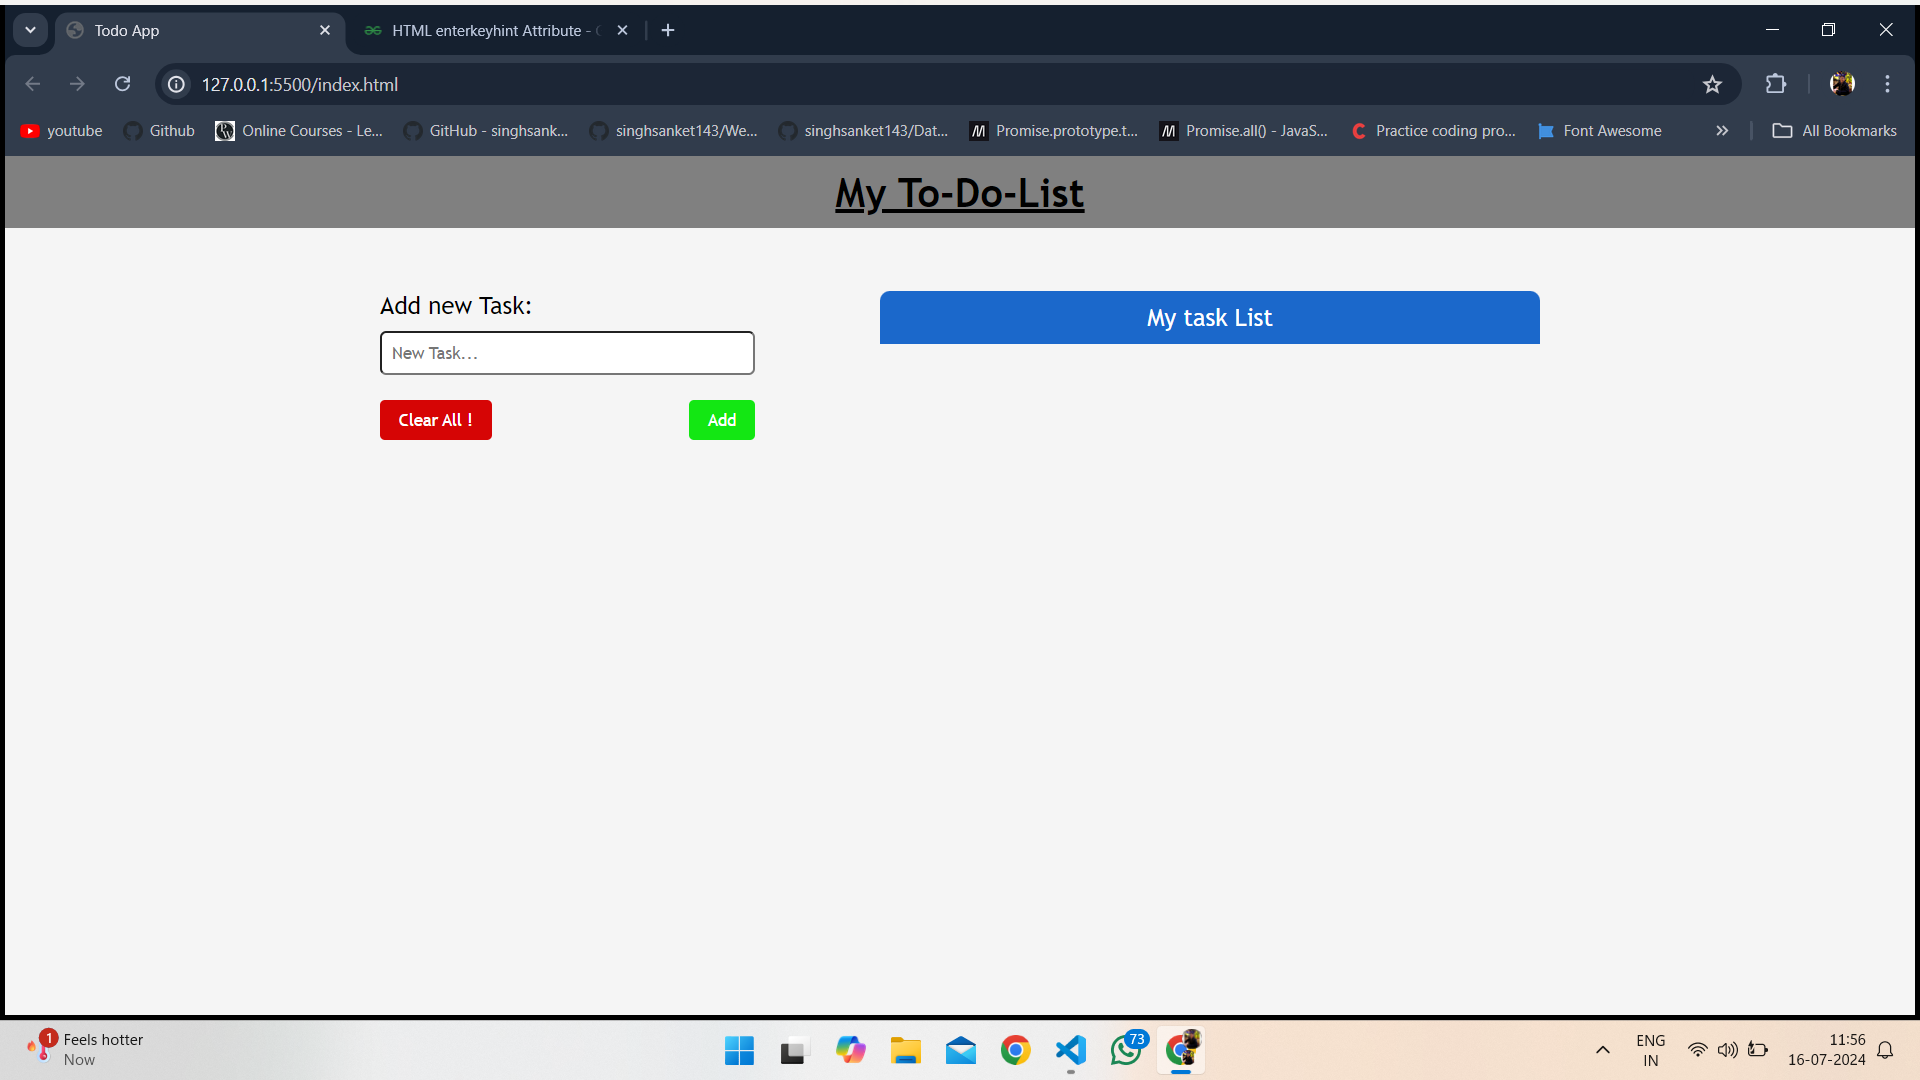 Todo App
HTML enterkeyhint Attribute -
127.0.0.1:5500/index.html
youtube
Github
Online Courses - Le...
GitHub - singhsank...
singhsanket143/We...
singhsanket143/Dat...
Promise.prototype.t...
Promise.all() - JavaS...
Practice coding pro...
Font Awesome
All Bookmarks
My To-Do-List
Add new Task:
New Task...
Clear All !
Add
My task List
1
Feels hotter
Now
73
ENG
IN
11:56
16-07-2024